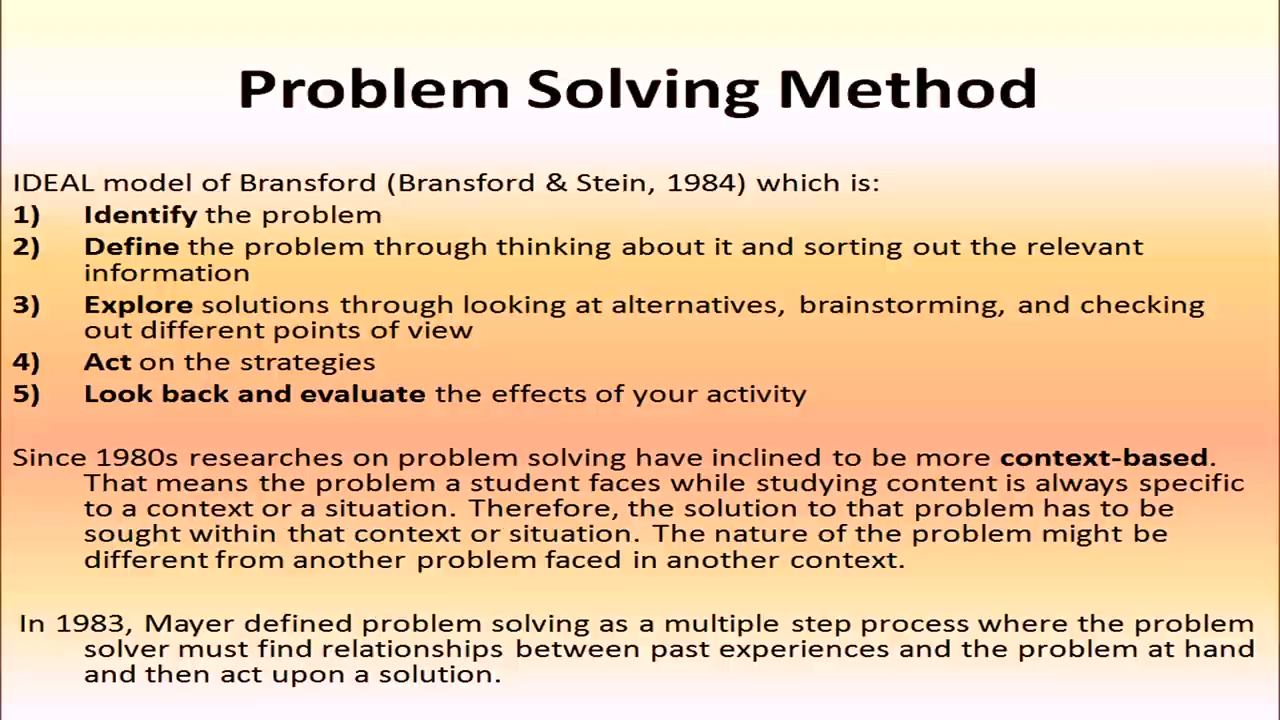 Problem Solving Method
IDEAL model of Bransford (Bransford & Stein, 1984) which is:
1) Identify the problem
2) Define the problem through thinking about it and sorting out the relevant
information
3) Explore solutions through looking at alternatives, brainstorming, and checking
out different points of view
4) Act on the strategies
5) Look back and evaluate the effects of your activity
Since 1980s researches on problem solving have inclined to be more context-based.
That means the problem a student faces while studying content is always specific
to a context or a situation. Therefore, the solution to that problem has to be
sought within that context or situation. The nature of the problem might be
different from another problem faced in another context.
In 1983, Mayer defined problem solving as a multiple step process where the problem
solver must find relationships between past experiences and the problem at hand
and then act upon a solution.